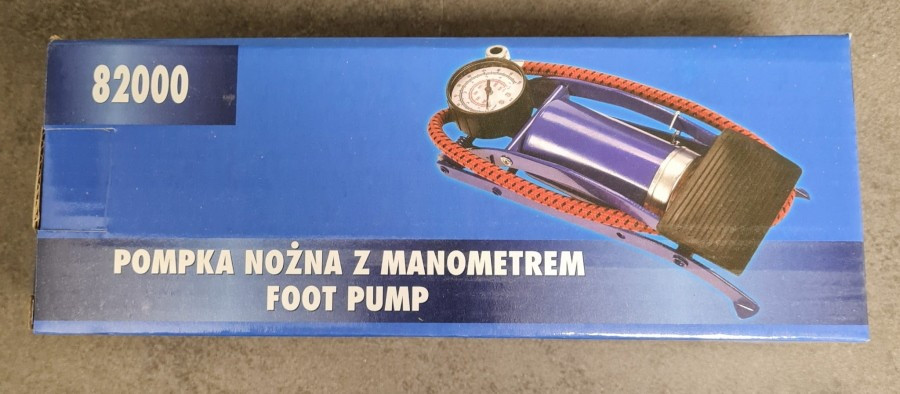 82000
POMPKA NOŻNA Z MANOMETREM
FOOT PUMP